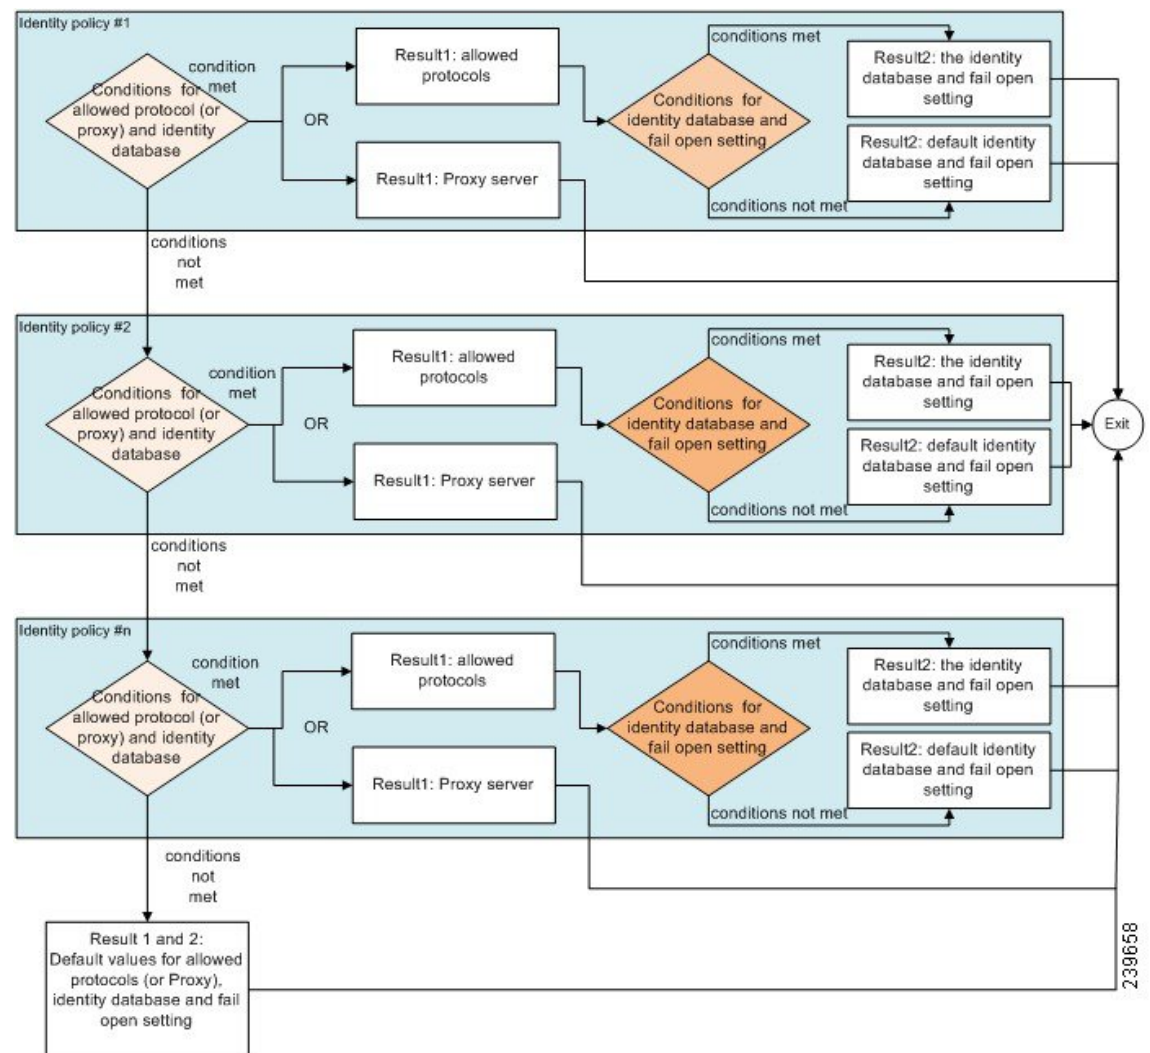 Identity policy #1
condition
met
Conditions for
allowed protocol (or
proxy) and identity
database
OR
Result1: allowed
protocols
Result1: Proxy server
conditions met
Conditions for
identity database and
fail open setting
conditions not met
Result2: the identity
database and fail open
setting
Result2: default identity
database and fail open
setting
conditions
not
met
Identity policy #2
condition
met
Conditions for
allowed protocol (or
proxy) and identity
database
OR
Result1: allowed
protocols
Result1: Proxy server
conditions met
Conditions for
identity database and
fail open setting
conditions not met
Result2: the identity
database and fail open
setting
Result2: default identity
database and fail open
setting
Exit
conditions
not
met
Identity policy #n
condition
met
Conditions for
allowed protocol (or
proxy) and identity
database
OR
Result1: allowed
protocols
Result1: Proxy server
conditions met
Conditions for
identity database and
fail open setting
conditions not met
Result2: the identity
database and fail open
setting
Result2: default identity
database and fail open
setting
conditions
not
met
Result 1 and 2:
Default values for allowed
protocols (or Proxy),
identity database and fail
open setting
239658